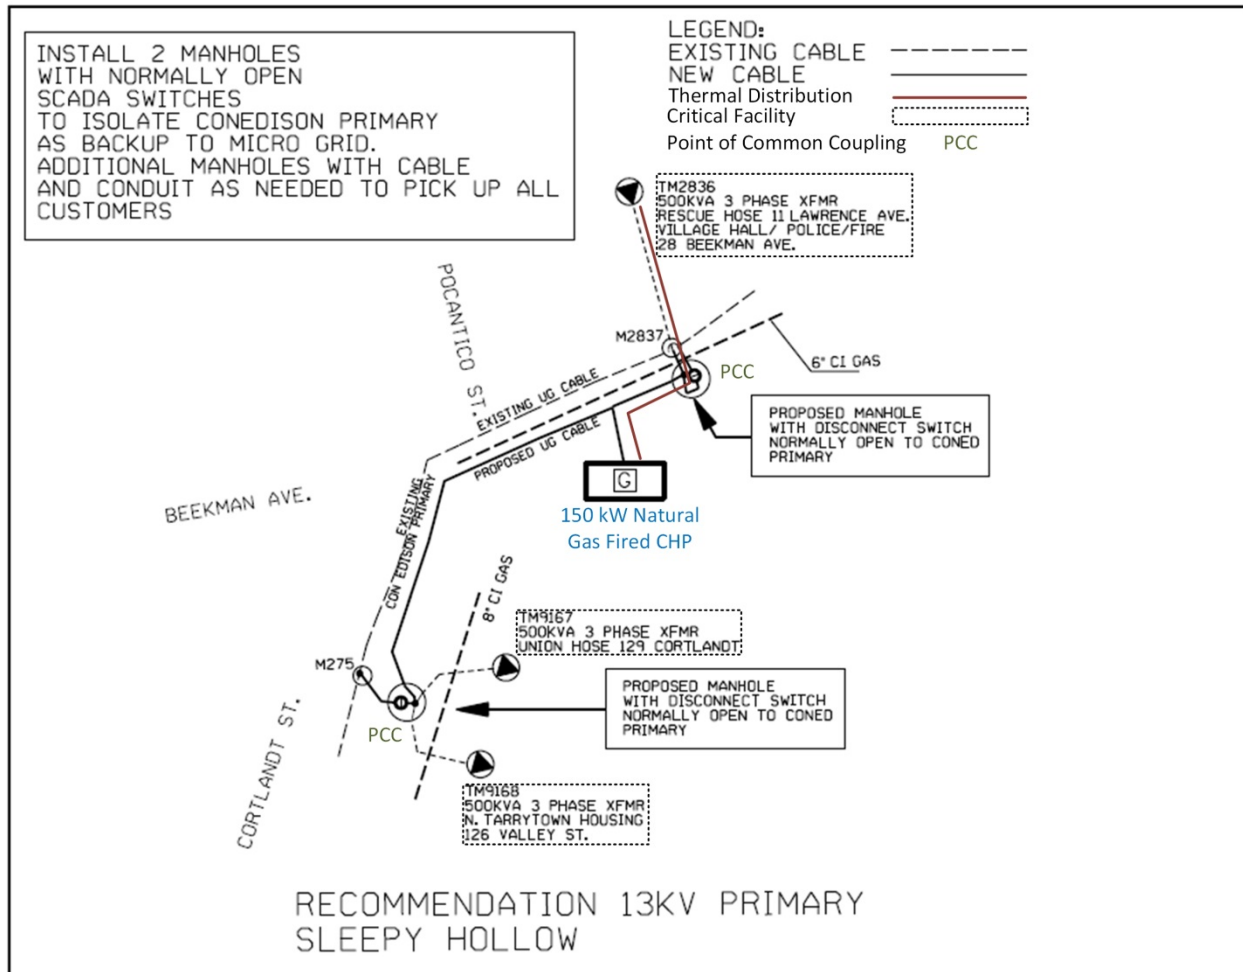 INSTALL 2 MANHOLES
WITH NORMALLY OPEN
SCADA SWITCHES
TO ISOLATE CONEDISON PRIMARY
AS BACKUP TO MICRO GRID.
ADDITIONAL MANHOLES WITH CABLE
AND CONDUIT AS NEEDED TO PICK UP ALL
CUSTOMERS
LEGEND:
EXISTING CABLE
NEW CABLE
Thermal Distribution
Critical Facility
Point of Common Coupling PCC
TM2836
500KVA 3 PHASE XFMR
RESCUE HOSE 11 LAWRENCE AVE.
VILLAGE HALL/ POLICE/FIRE
28 BEEKMAN AVE.
POCANTICO ST.
M2837
PCC
6" CI GAS
EXISTING UG CABLE
PROPOSED UG CABLE
PROPOSED MANHOLE
WITH DISCONNECT SWITCH
NORMALLY OPEN TO CONED
PRIMARY
G
150 kW Natural
Gas Fired CHP
BEEKMAN AVE.
EXISTING
CON EDISON PRIMARY
8" CI GAS
TM9167
500KVA 3 PHASE XFMR
UNION HOSE 129 CORTLANDT
M275
PCC
PROPOSED MANHOLE
WITH DISCONNECT SWITCH
NORMALLY OPEN TO CONED
PRIMARY
CORTLANDT ST.
TM9168
500KVA 3 PHASE XFMR
N. TARRYTOWN HOUSING
126 VALLEY ST.
RECOMMENDATION 13KV PRIMARY
SLEEPY HOLLOW